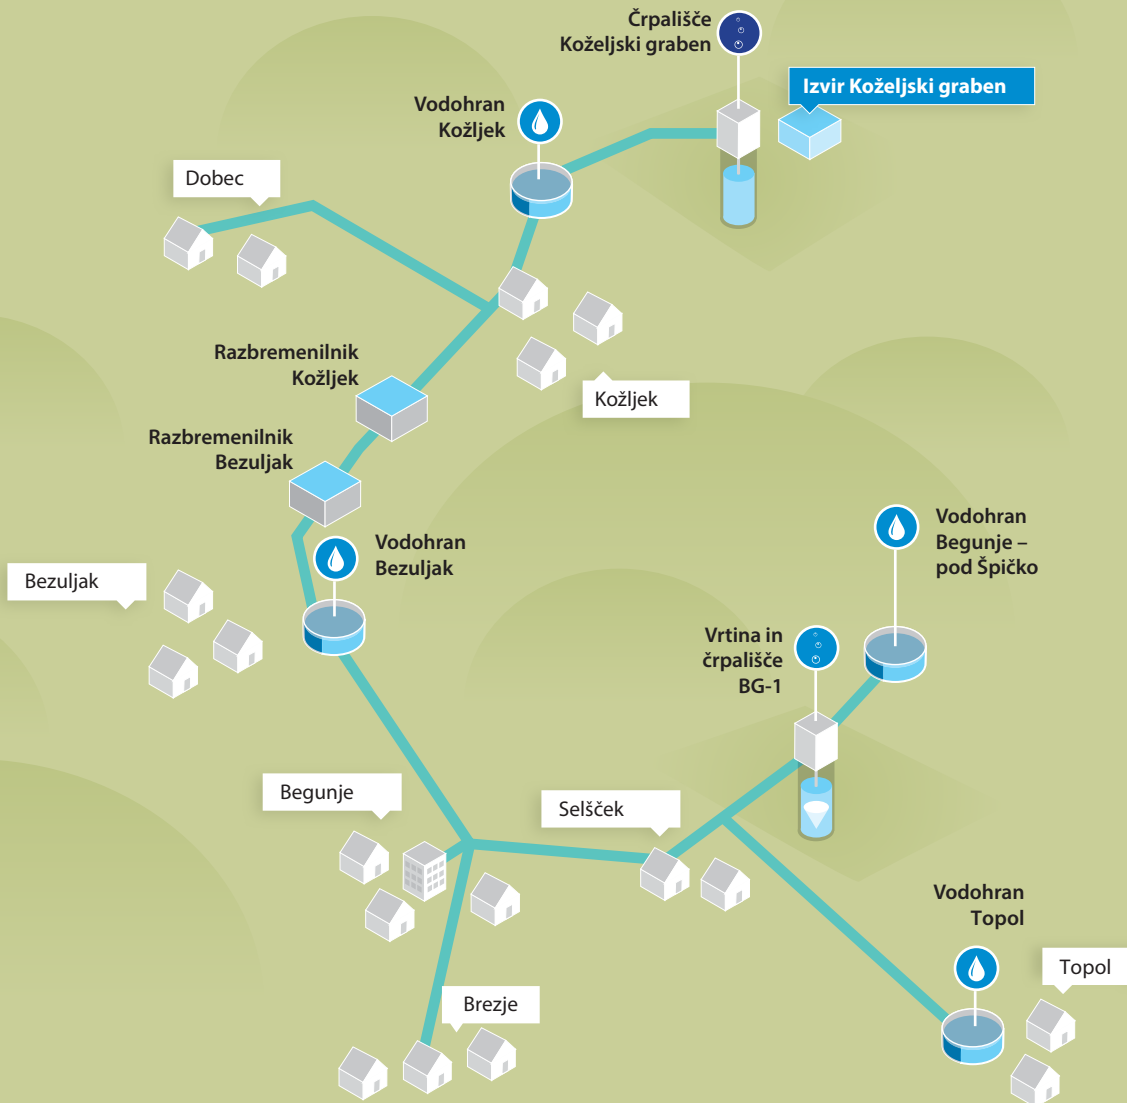 Črpališče
Koželjski graben
Izvir Koželjski graben
Vodohran
Kožljek
Dobec
Razbremenilnik
Kožljek
Kožljek
Razbremenilnik
Bezuljak
Vodohran
Bezuljak
Bezuljak
Vodohran
Begunje –
pod Špičko
Vrtina in
črpališče
BG-1
Begunje
Selšček
Vodohran
Topol
Topol
Brezje